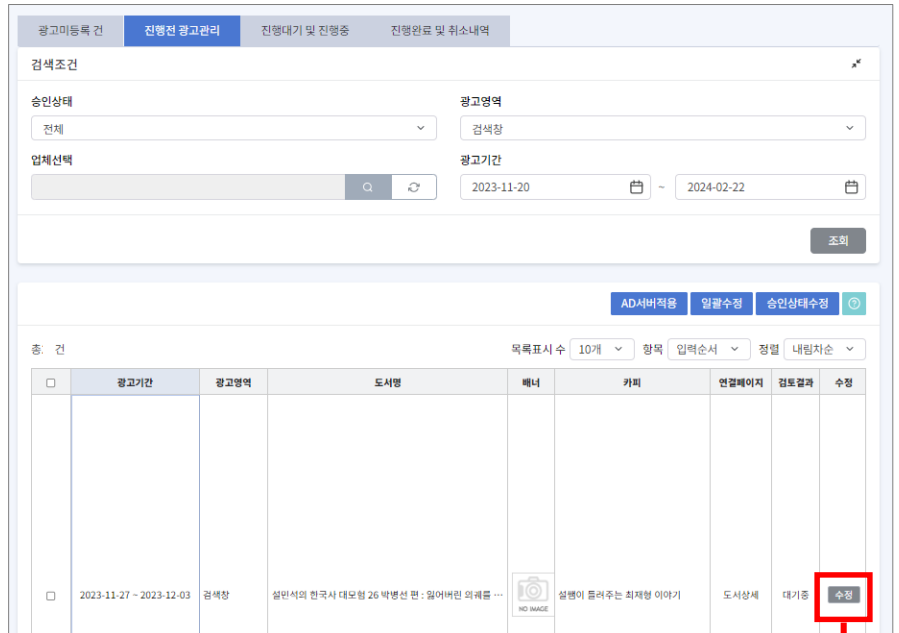 광고미등록 건 진행전 광고관리 진행대기 및 진행중 진행완료 및 취소내역
검색조건
승인상태 광고영역
전체 검색창
업체선택 광고기간
2023-11-20 ~ 2024-02-22
조회
AD서버적용 일괄수정 승인상태수정 ?
총: 건 목록표시 수 10개 항목 입력순서 정렬 내림차순
광고기간 광고영역 도서명 배너 카피 연결페이지 검토결과 수정
2023-11-27 ~ 2023-12-03 검색창 설민석의 한국사 대모험 26 박병선 편 : 잃어버린 의궤를 ··· NO IMAGE 설쌤이 들려주는 최재형 이야기 도서상세 대기중 수정